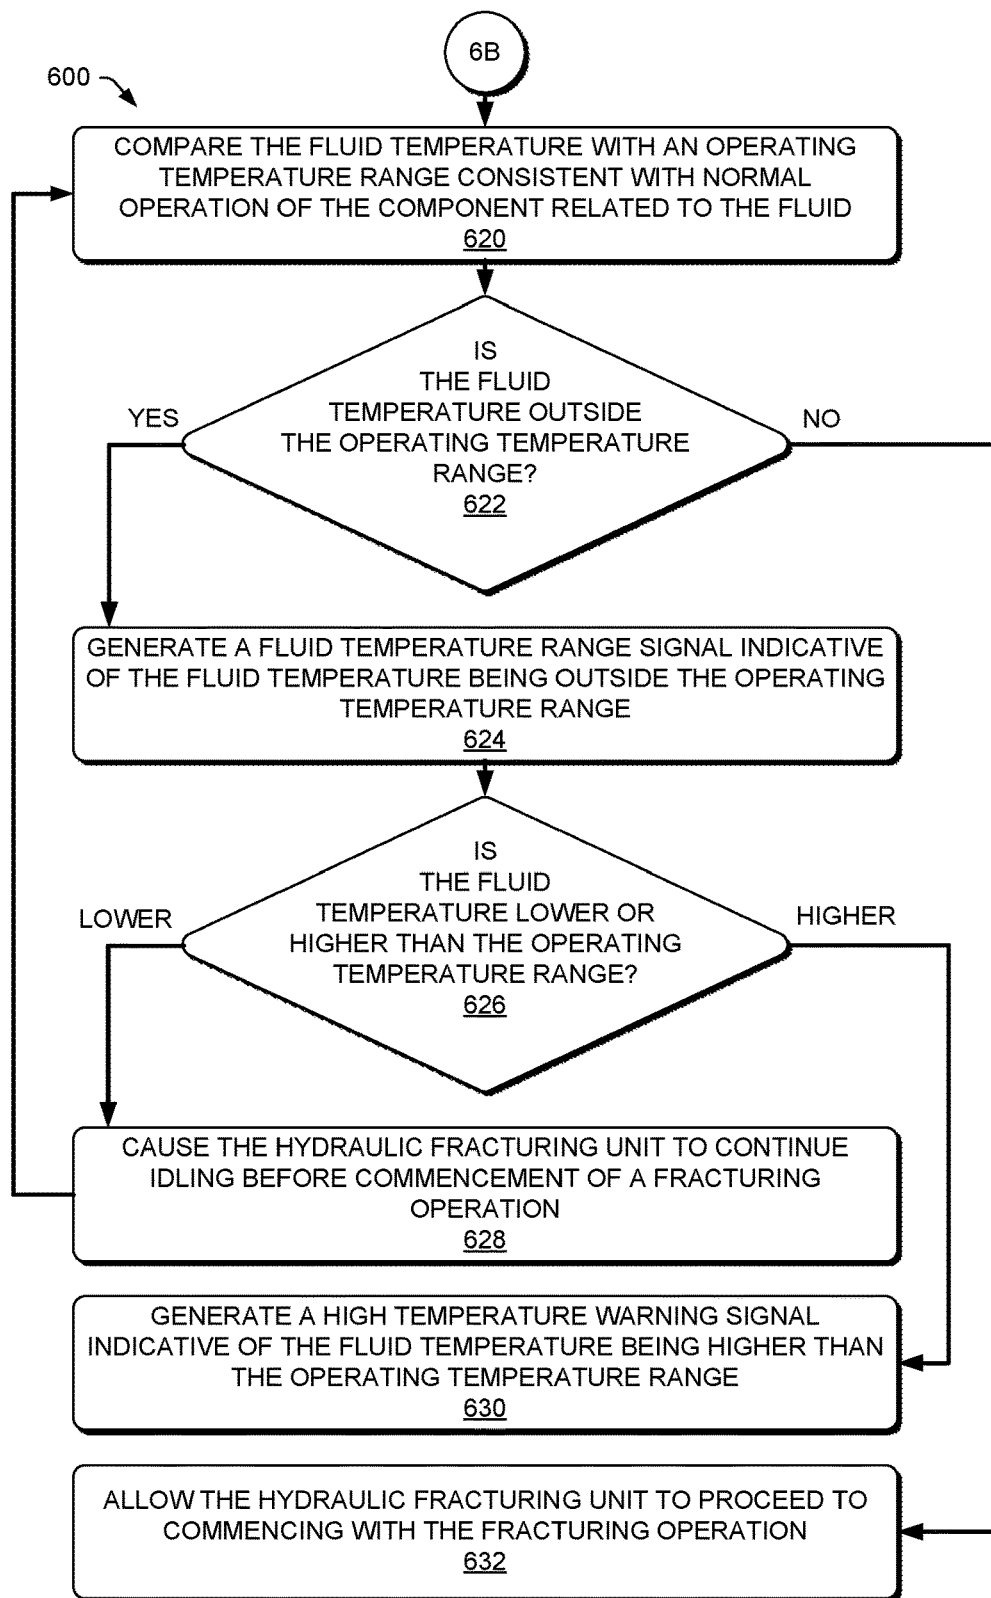 6B
600
COMPARE THE FLUID TEMPERATURE WITH AN OPERATING
TEMPERATURE RANGE CONSISTENT WITH NORMAL
OPERATION OF THE COMPONENT RELATED TO THE FLUID
620
IS
THE FLUID
TEMPERATURE OUTSIDE
THE OPERATING TEMPERATURE
RANGE?
622
YES
NO
GENERATE A FLUID TEMPERATURE RANGE SIGNAL INDICATIVE
OF THE FLUID TEMPERATURE BEING OUTSIDE THE OPERATING
TEMPERATURE RANGE
624
IS
THE FLUID
TEMPERATURE LOWER OR
HIGHER THAN THE OPERATING
TEMPERATURE RANGE?
626
LOWER
HIGHER
CAUSE THE HYDRAULIC FRACTURING UNIT TO CONTINUE
IDLING BEFORE COMMENCEMENT OF A FRACTURING
OPERATION
628
GENERATE A HIGH TEMPERATURE WARNING SIGNAL
INDICATIVE OF THE FLUID TEMPERATURE BEING HIGHER THAN
THE OPERATING TEMPERATURE RANGE
630
ALLOW THE HYDRAULIC FRACTURING UNIT TO PROCEED TO
COMMENCING WITH THE FRACTURING OPERATION
632